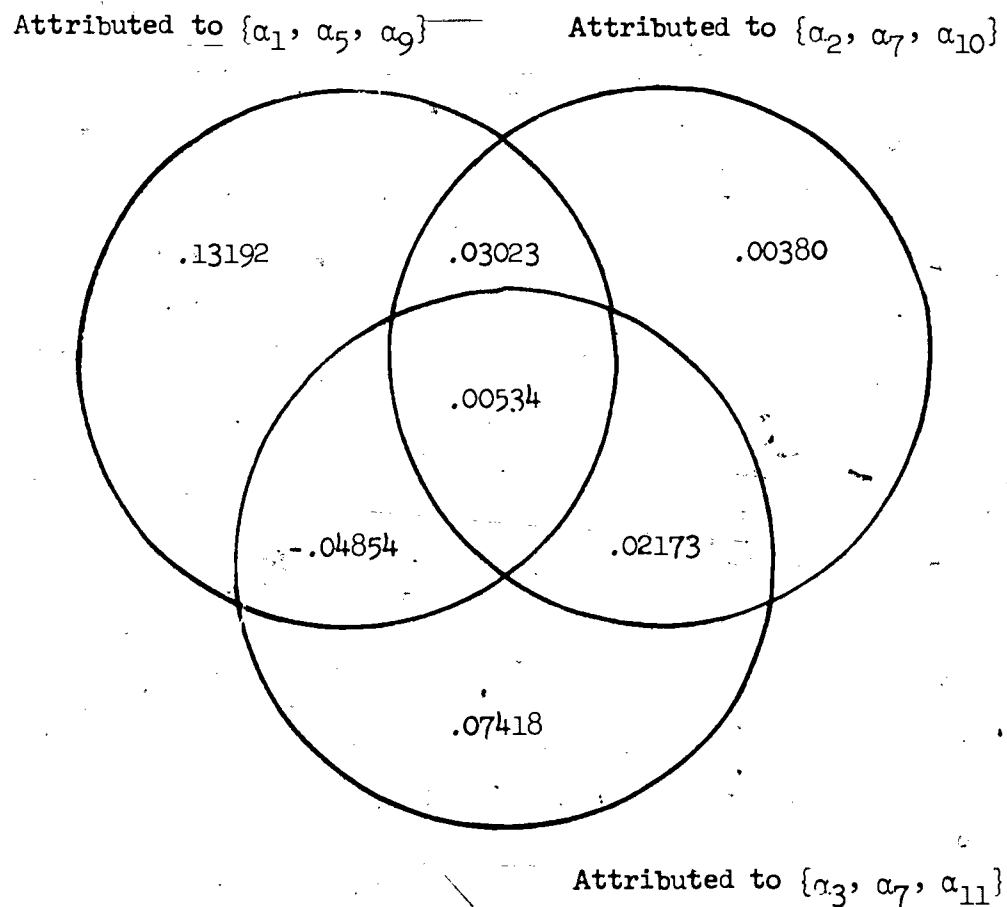 Attributed to {α1, α5, α9} Attributed to {α2, α7, α10}
.13192 .03023 .00380
.00534
-.04854 .02173
.07418
Attributed to {α3, α7, α11}